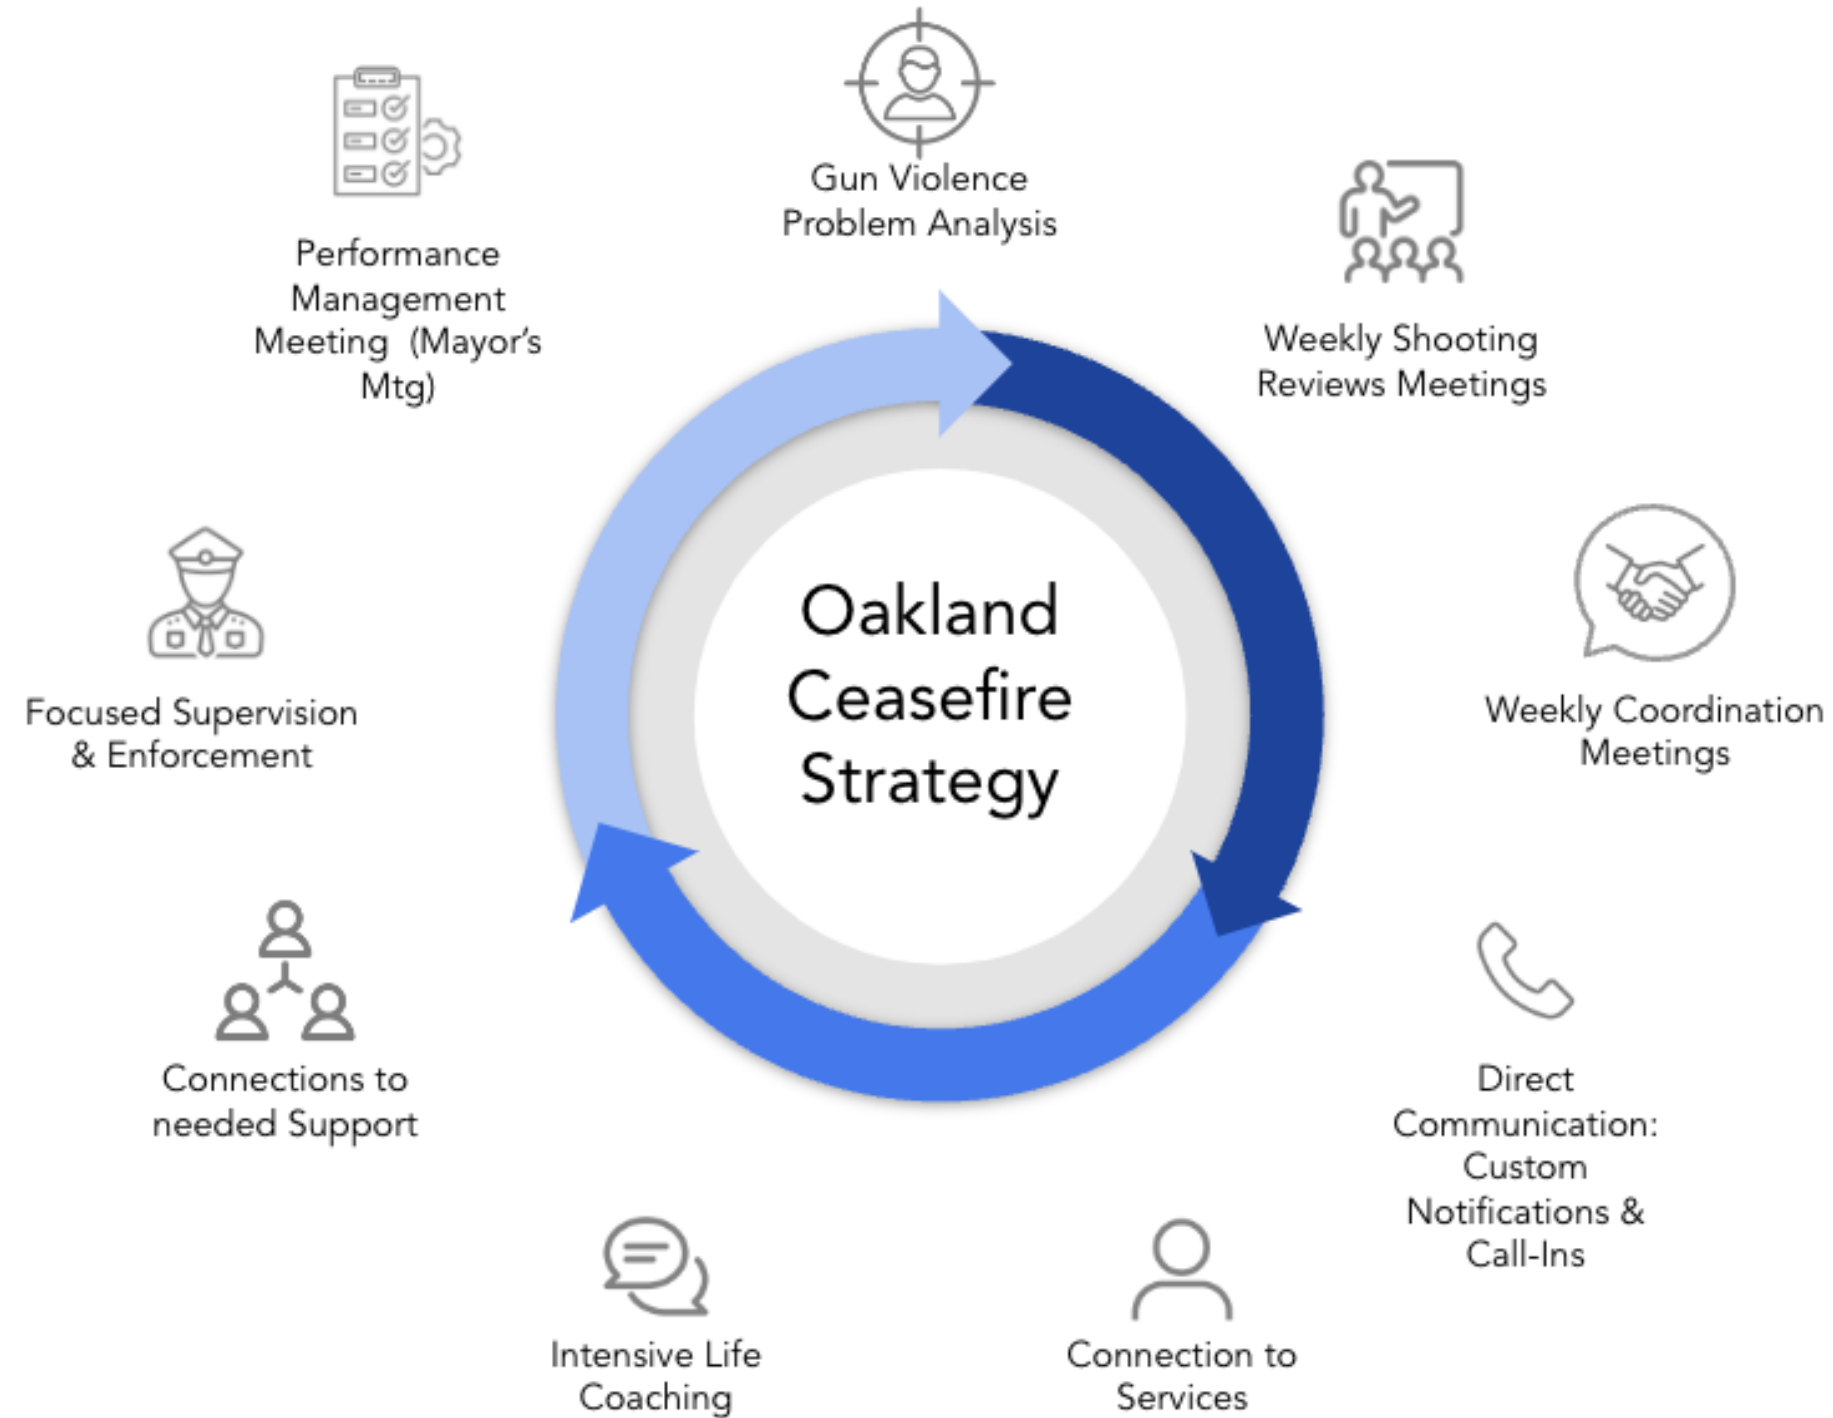 Gun Violence
Problem Analysis
Weekly Shooting
Reviews Meetings
Weekly Coordination
Meetings
Direct
Communication:
Custom
Notifications &
Call-Ins
Connection to
Services
Intensive Life
Coaching
Connections to
needed Support
Focused Supervision
& Enforcement
Performance
Management
Meeting  (Mayor’s
Mtg)
Oakland
Ceasefire
Strategy